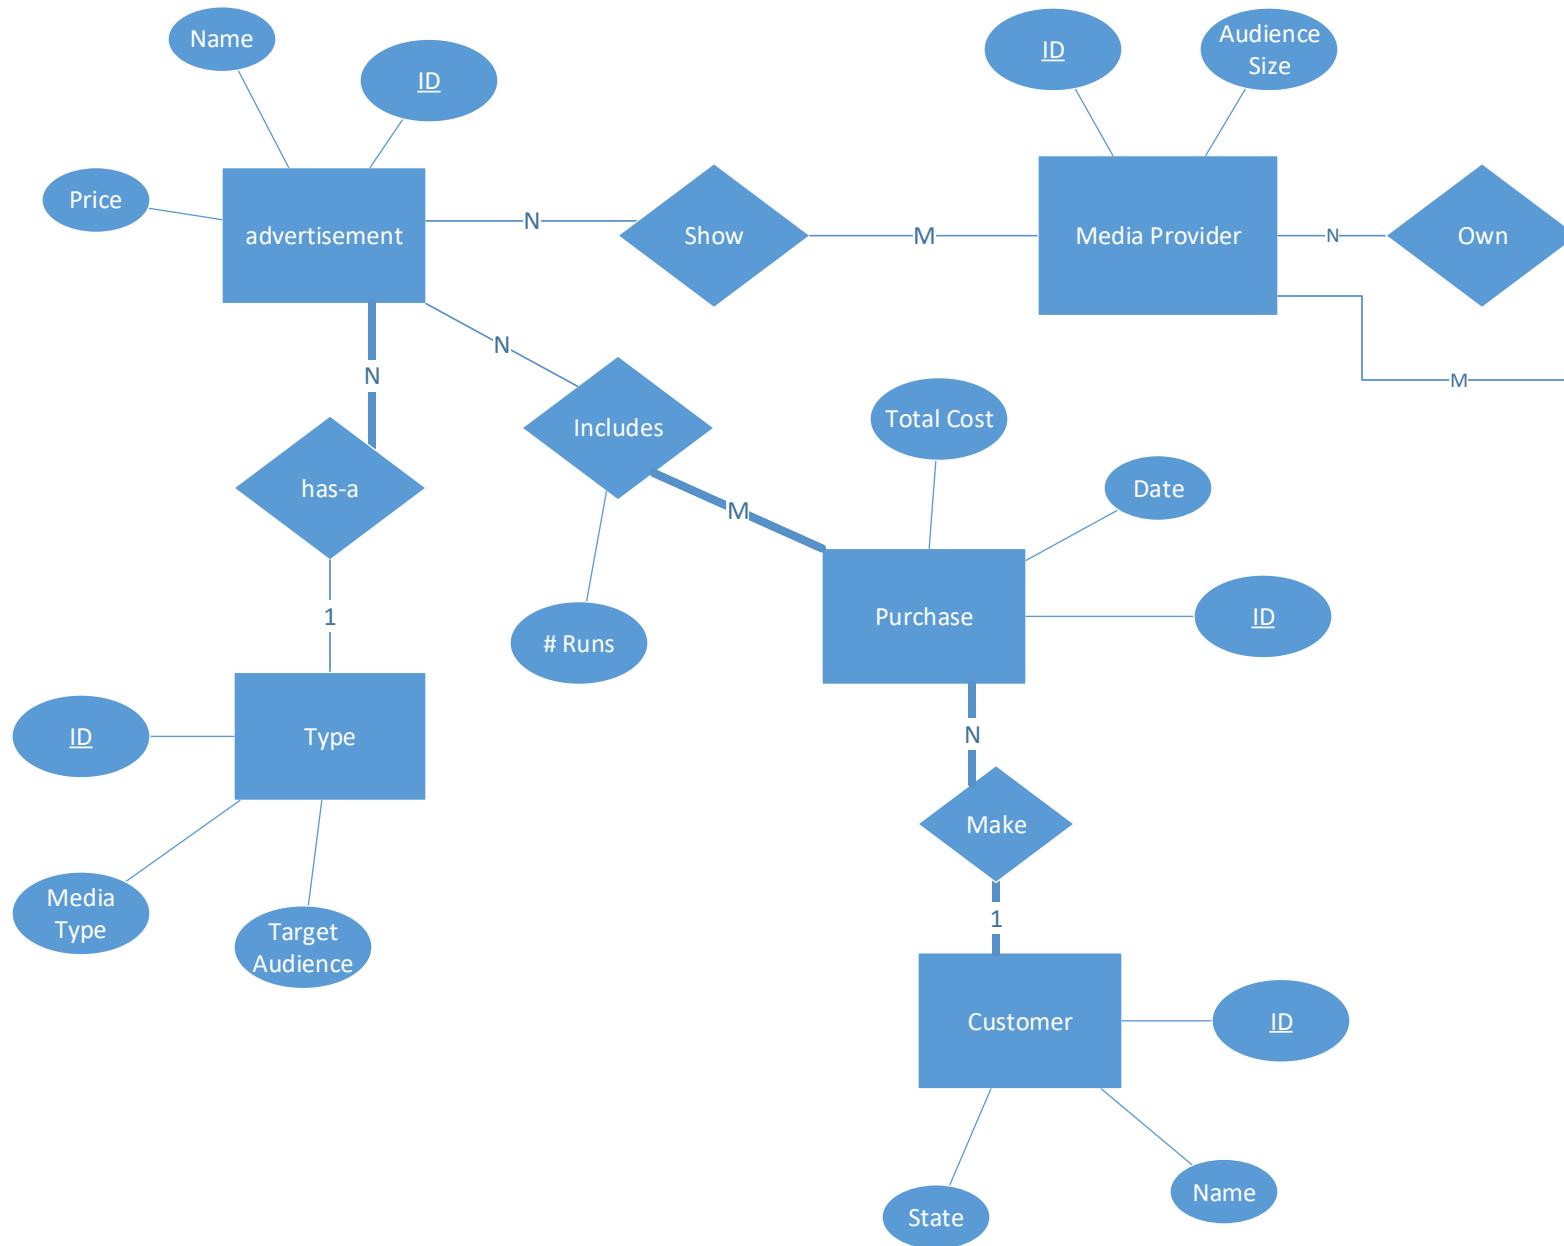 Name
ID
ID
Audience
Size
Price
advertisement
N
Show
M
Media Provider
N
Own
N
N
M
Includes
Total Cost
has-a
Date
M
1
# Runs
Purchase
ID
ID
Type
N
Make
Media
Type
Target
Audience
1
Customer
ID
State
Name